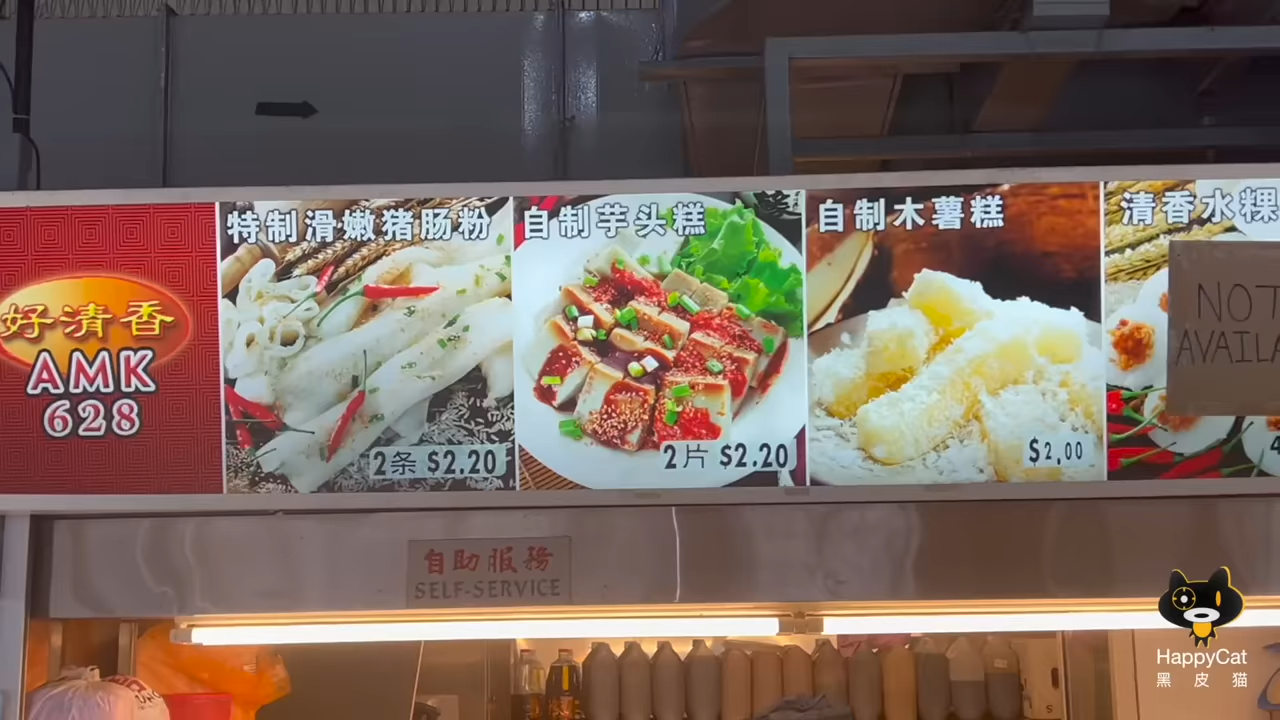 好清香
AMK
628
特制滑嫩猪肠粉
2条 $2.20
自制芋头糕
2片 $2.20
自制木薯糕
$2.00
清香水粿
NOT
4
自助服務
SELF-SERVICE
HappyCat
黑皮猫